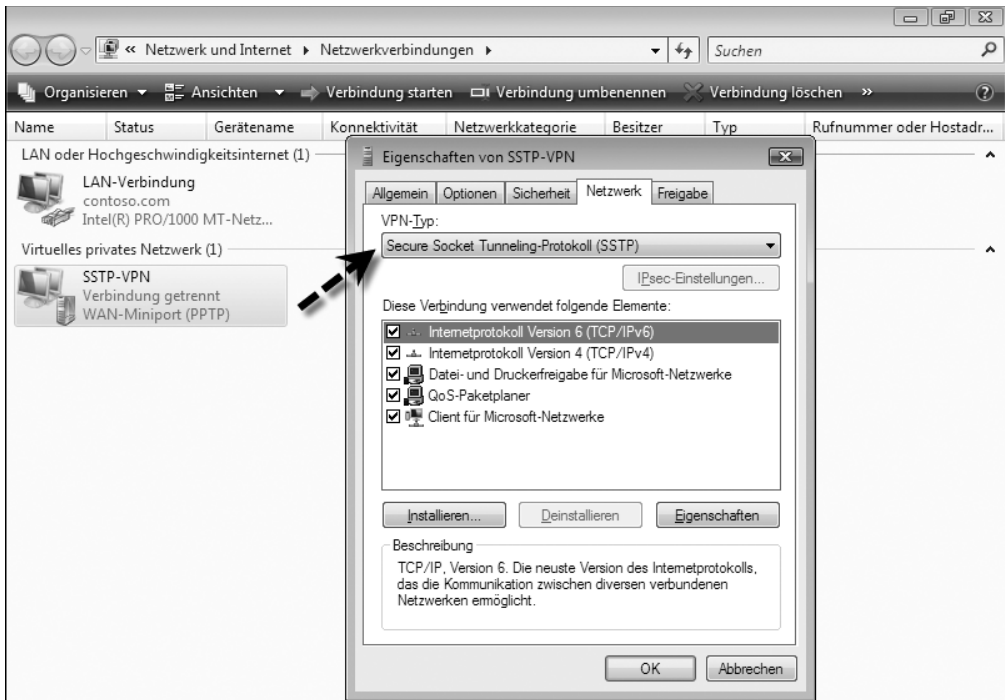 « Netzwerk und Internet Netzwerkverbindungen
Suchen
Organisieren Ansichten Verbindung starten Verbindung umbenennen Verbindung löschen »
Name Status Gerätename Konnektivität Netzwerkkategorie Besitzer Typ Rufnummer oder Hostadr...
LAN oder Hochgeschwindigkeitsinternet (1)
LAN-Verbindung
contoso.com
Intel(R) PRO/1000 MT-Netz...
Virtuelles privates Netzwerk (1)
SSTP-VPN
Verbindung getrennt
WAN-Miniport (PPTP)
Eigenschaften von SSTP-VPN
Allgemein Optionen Sicherheit Netzwerk Freigabe
VPN-Typ:
Secure Socket Tunneling-Protokoll (SSTP)
IPsec-Einstellungen...
Diese Verbindung verwendet folgende Elemente:
Internetprotokoll Version 6 (TCP/IPv6)
Internetprotokoll Version 4 (TCP/IPv4)
Datei- und Druckerfreigabe für Microsoft-Netzwerke
QoS-Paketplaner
Client für Microsoft-Netzwerke
Installieren... Deinstallieren Eigenschaften
Beschreibung
TCP/IP, Version 6. Die neuste Version des Internetprotokolls,
das die Kommunikation zwischen diversen verbundenen
Netzwerken ermöglicht.
OK Abbrechen